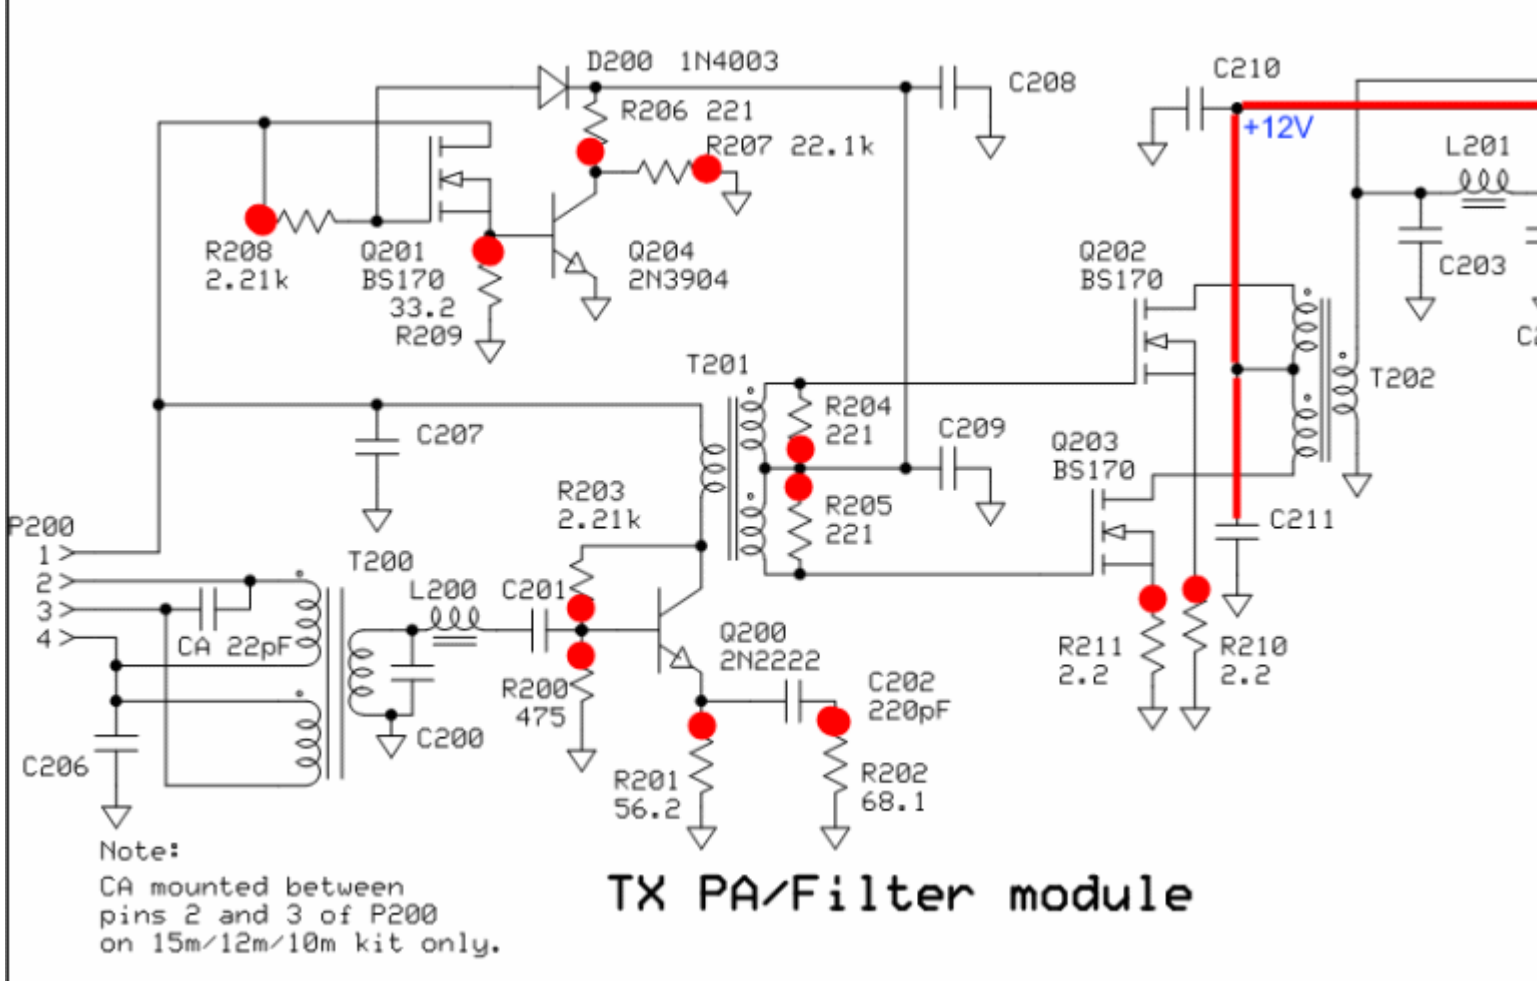 D200 1N4003
C208
C210
+12V
R206 221
R207 22.1k
L201
R208
2.21k
Q201
BS170
33.2
R209
Q204
2N3904
Q202
BS170
C203
T201
T202
R204
221
C209
Q203
BS170
C207
R203
2.21k
R205
221
C211
P200
1
2
3
4
T200
L200
C201
CA 22pF
Q200
2N2222
R211
2.2
R210
2.2
R200
475
C202
220pF
C200
C206
R201
56.2
R202
68.1
Note:
CA mounted between
pins 2 and 3 of P200
on 15m/12m/10m kit only.
TX PA/Filter module